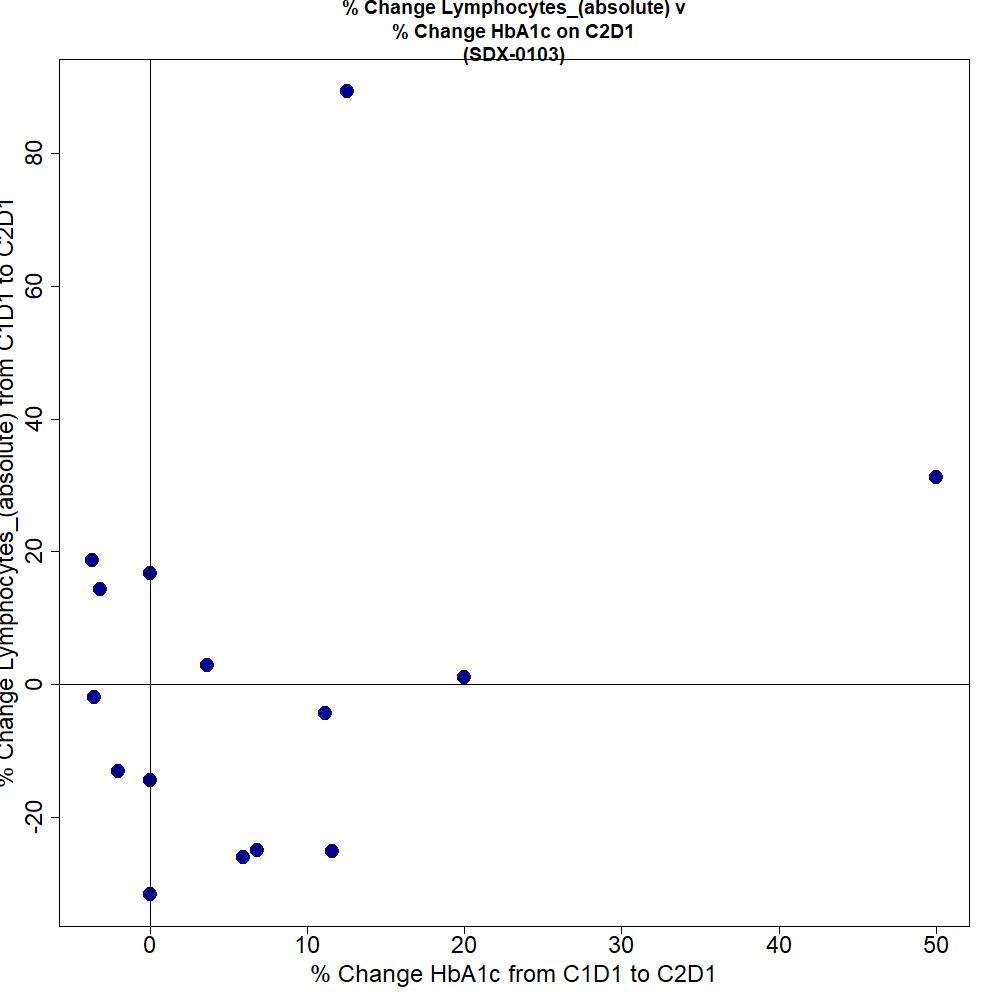 % Change Lymphocytes_(absolute) v
% Change HbA1c on C2D1
(SDX-0103)
% Change Lymphocytes_(absolute) from C1D1 to C2D1
80
60
40
20
0
-20
0
10
20
30
40
50
% Change HbA1c from C1D1 to C2D1